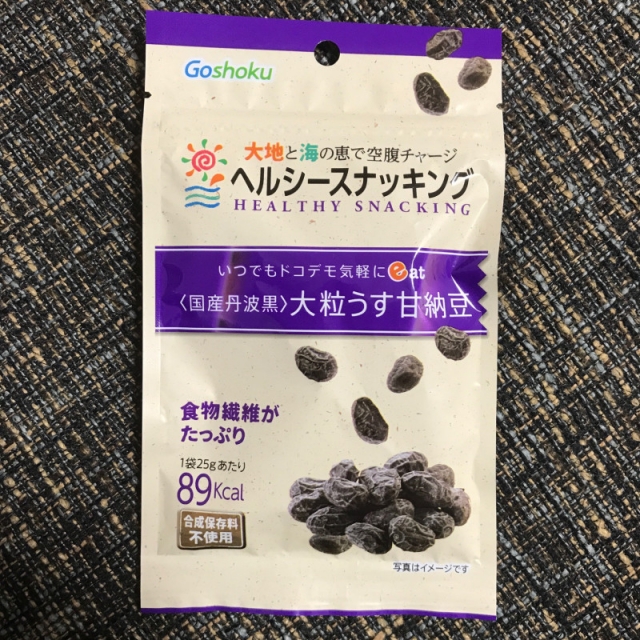 Goshoku
大地と海の恵で空腹チャージ
ヘルシースナッキング
HEALTHY SNACKING
いつでもドコデモ気軽にeat
〈国産丹波黒〉大粒うす甘納豆
食物繊維が
たっぷり
1袋25gあたり
89Kcal
合成保存料
不使用
写真はイメージです